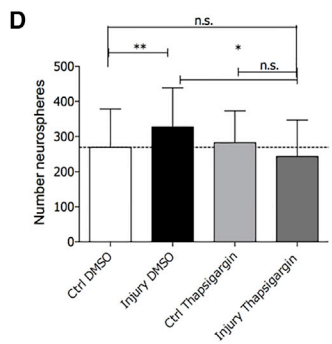 D
n.s.
** *
n.s.
500
400
300
200
100
0
Number neurospheres
Ctrl DMSO
Injury DMSO
Ctrl Thapsigargin
Injury Thapsigargin